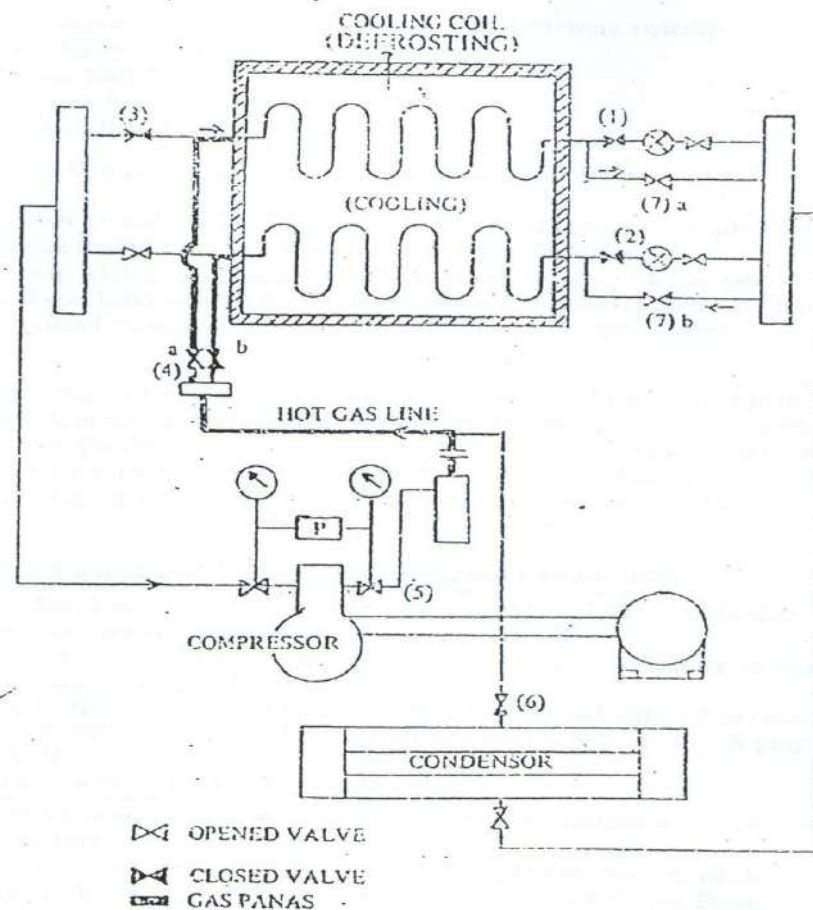 COOLING COIL
(DEFROSTING)
(3)
(1)
(7) a
(COOLING)
(2)
(7) b
a
b
(4)
HOT GAS LINE
P
(5)
COMPRESSOR
(6)
CONDENSOR
OPENED VALVE
CLOSED VALVE
GAS PANAS